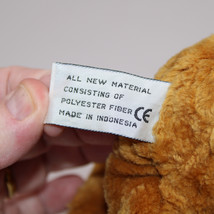 ALL NEW MATERIAL
CONSISTING OF
POLYESTER FIBER CE
MADE IN INDONESIA